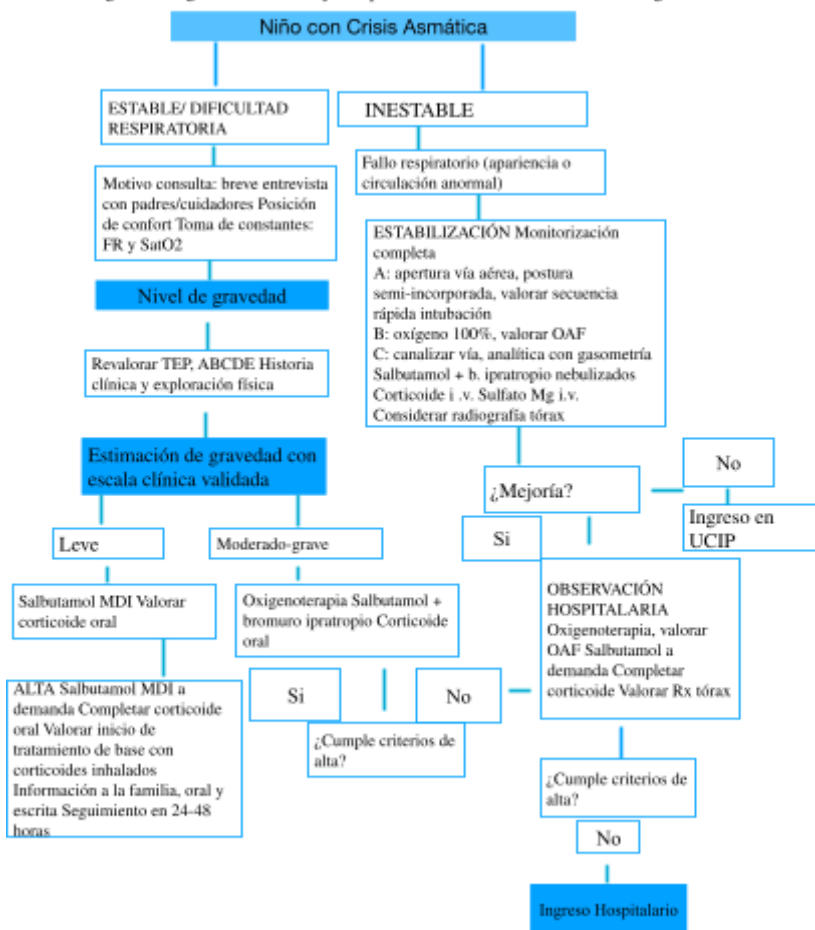 Niño con Crisis Asmática
ESTABLE/ DIFICULTAD
RESPIRATORIA
INESTABLE
Motivo consulta: breve entrevista
con padres/cuidadores Posición
de confort Toma de constantes:
FR y SatO2
Fallo respiratorio (apariencia o
circulación anormal)
Nivel de gravedad
ESTABILIZACIÓN Monitorización
completa
A: apertura vía aérea, postura
semi-incorporada, valorar secuencia
rápida intubación
B: oxígeno 100%, valorar OAF
C: canalizar vía, analítica con gasometría
Salbutamol + b. ipratropio nebulizados
Corticoide i .v. Sulfato Mg i.v.
Considerar radiografía tórax
Revalorar TEP, ABCDE Historia
clínica y exploración física
Estimación de gravedad con
escala clínica validada
¿Mejoría?
No
Ingreso en
UCIP
Si
Leve
Moderado-grave
Salbutamol MDI Valorar
corticoide oral
Oxigenoterapia Salbutamol +
bromuro ipratropio Corticoide
oral
OBSERVACIÓN
HOSPITALARIA
Oxigenoterapia, valorar
OAF Salbutamol a
demanda Completar
corticoide Valorar Rx tórax
ALTA Salbutamol MDI a
demanda Completar corticoide
oral Valorar inicio de
tratamiento de base con
corticoides inhalados
Información a la familia, oral y
escrita Seguimiento en 24-48
horas
Si
No
¿Cumple criterios de
alta?
¿Cumple criterios de
alta?
No
Ingreso Hospitalario